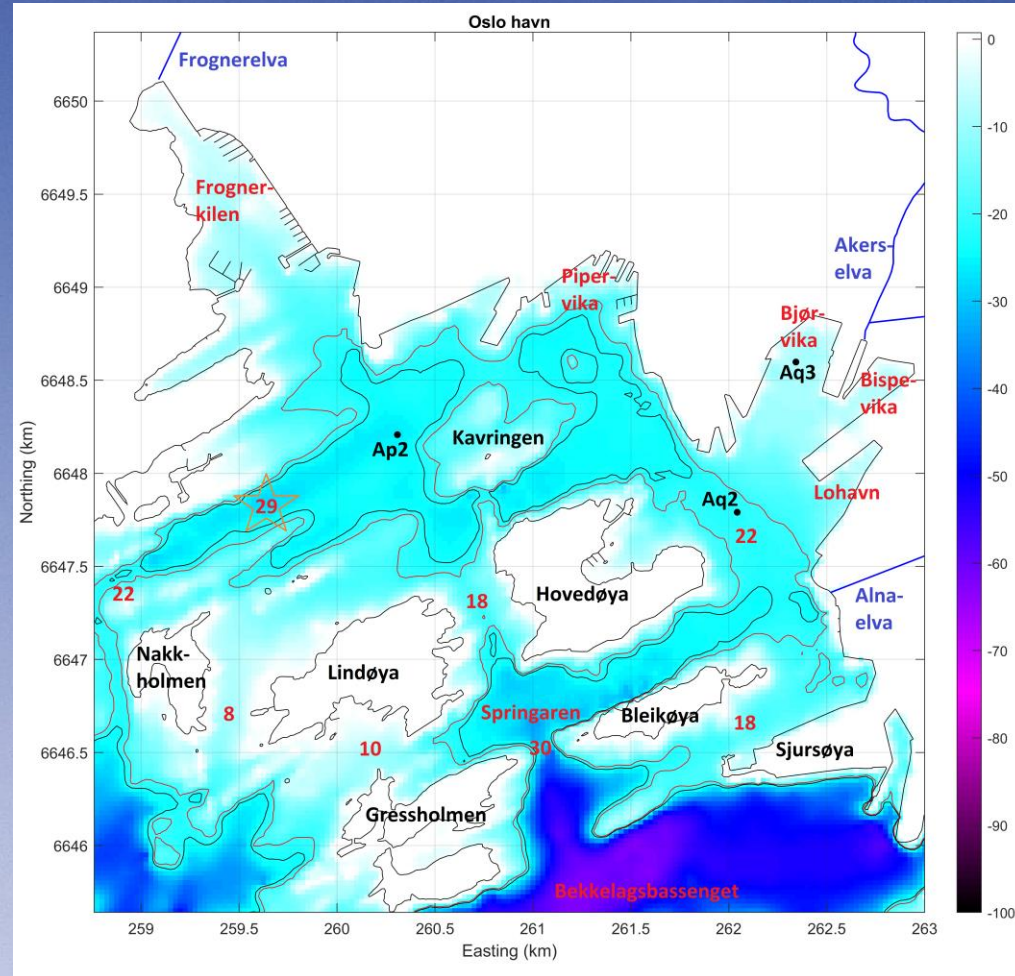 Oslo havn
Frognerelva
0
6650
-10
6649.5
Frogner-
kilen
-20
Akers-
elva
6649
Piper-
vika
-30
Bjør-
vika
Aq3
6648.5
Bispe-
vika
-40
Kavringen
Ap2
Northing (km)
6648
Lohavn
-50
29
Aq2
22
6647.5
22
18
Hovedøya
Alna-
elva
-60
6647
Nakk-
holmen
Lindøya
-70
8
Springaren
Bleikøya
18
10
30
Sjursøya
6646.5
-80
Gressholmen
6646
-90
Bekkelagsbassenget
-100
259
259.5
260
260.5
261
261.5
262
262.5
263
Easting (km)